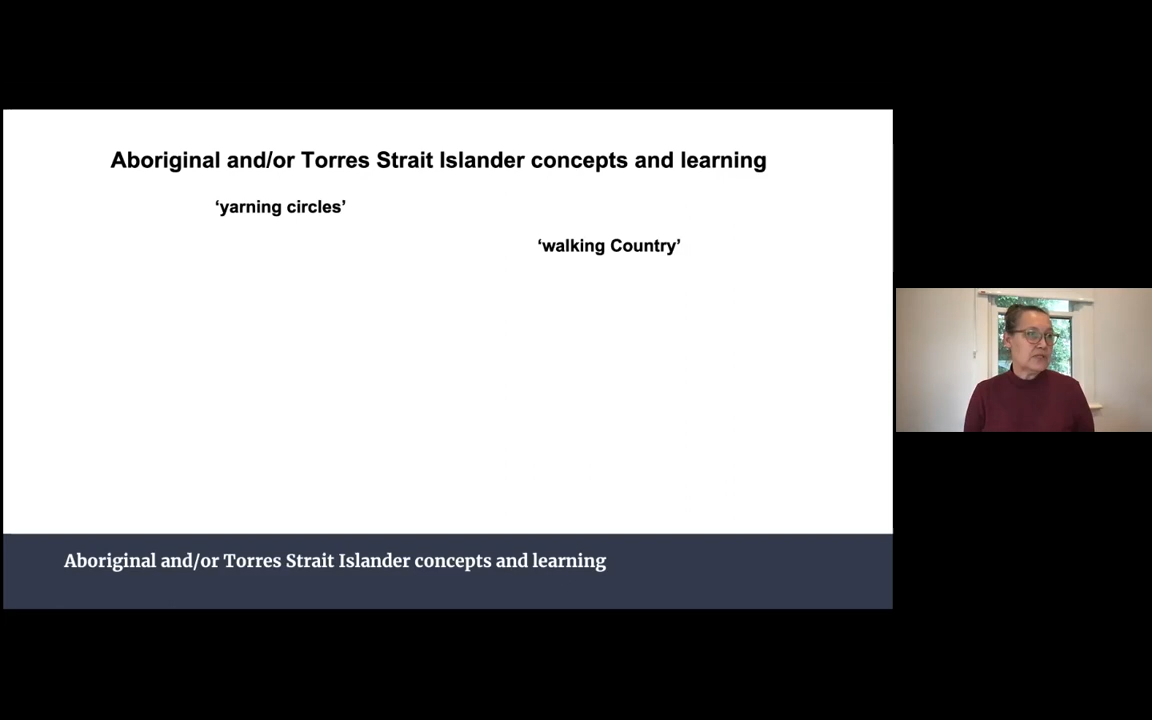 Aboriginal and/or Torres Strait Islander concepts and learning
‘yarning circles’
‘walking Country’
Aboriginal and/or Torres Strait Islander concepts and learning